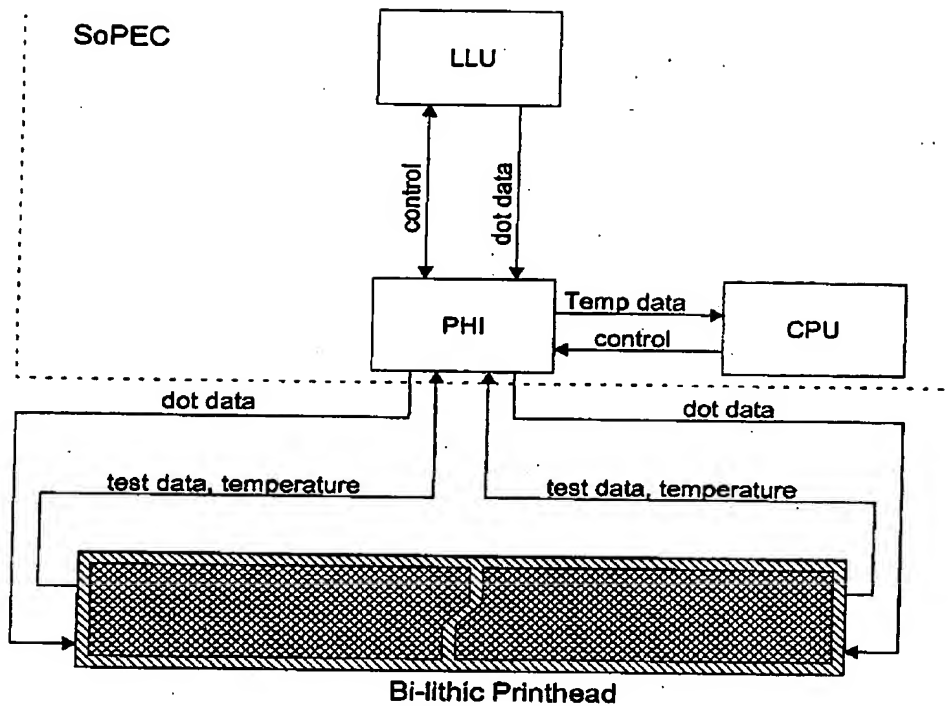 SoPEC
LLU
control
dot data
PHI
Temp data
control
CPU
dot data
dot data
test data, temperature
test data, temperature
Bi-lithic Printhead